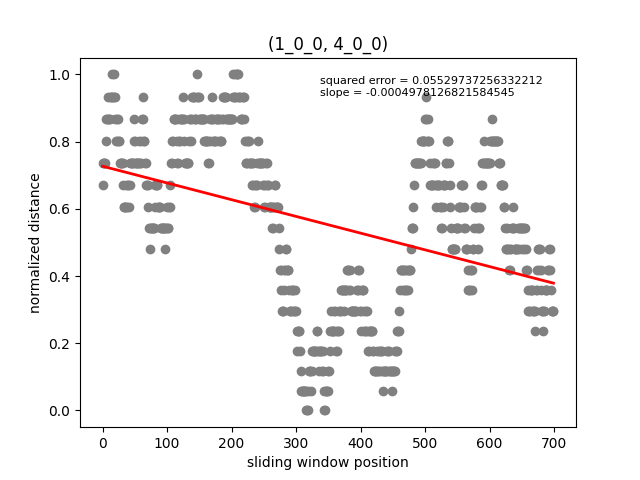 (1_0_0, 4_0_0)
squared error = 0.05529737256332212
slope = -0.0004978126821584545
normalized distance
1.0
0.8
0.6
0.4
0.2
0.0
0 100 200 300 400 500 600 700
sliding window position